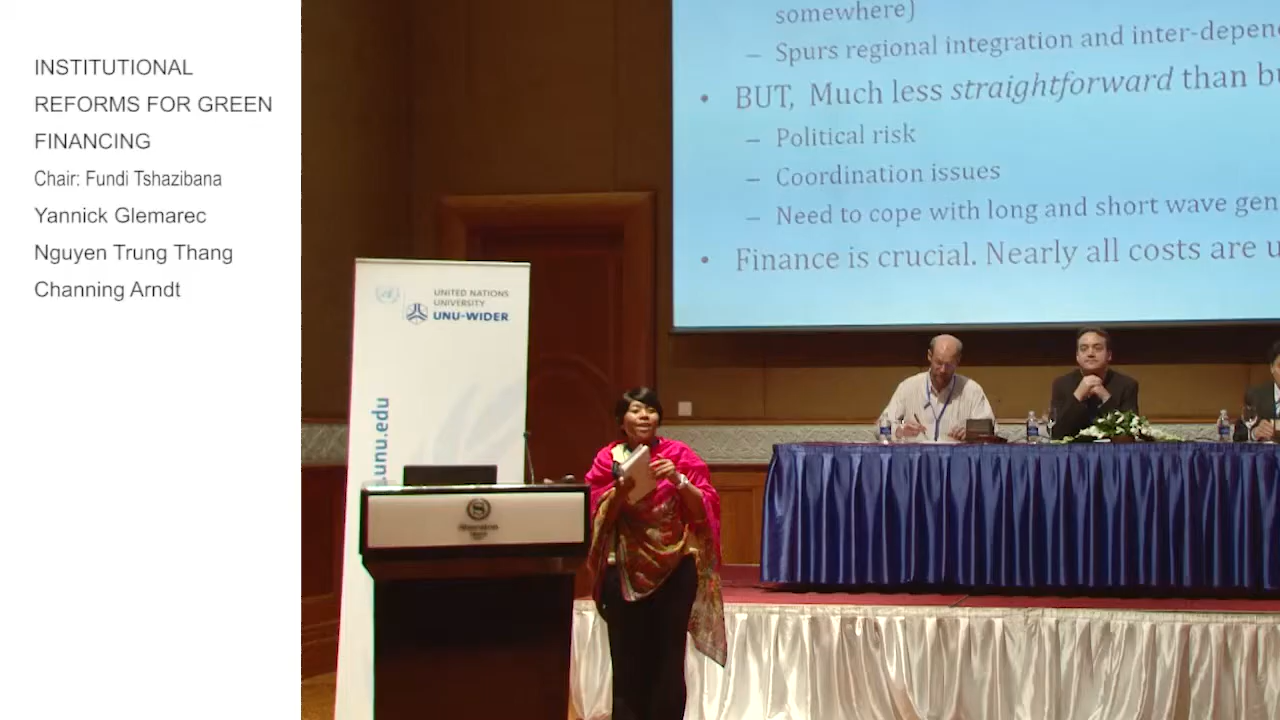 INSTITUTIONAL
REFORMS FOR GREEN
FINANCING
Chair: Fundi Tshazibana
Yannick Glemarec
Nguyen Trung Thang
Channing Arndt
somewhere)
– Spurs regional integration and inter-depen
• BUT, Much less straightforward than bu
– Political risk
– Coordination issues
– Need to cope with long and short wave gen
• Finance is crucial. Nearly all costs are u
UNITED NATIONS
UNIVERSITY
UNU-WIDER
.unu.edu
Sheraton